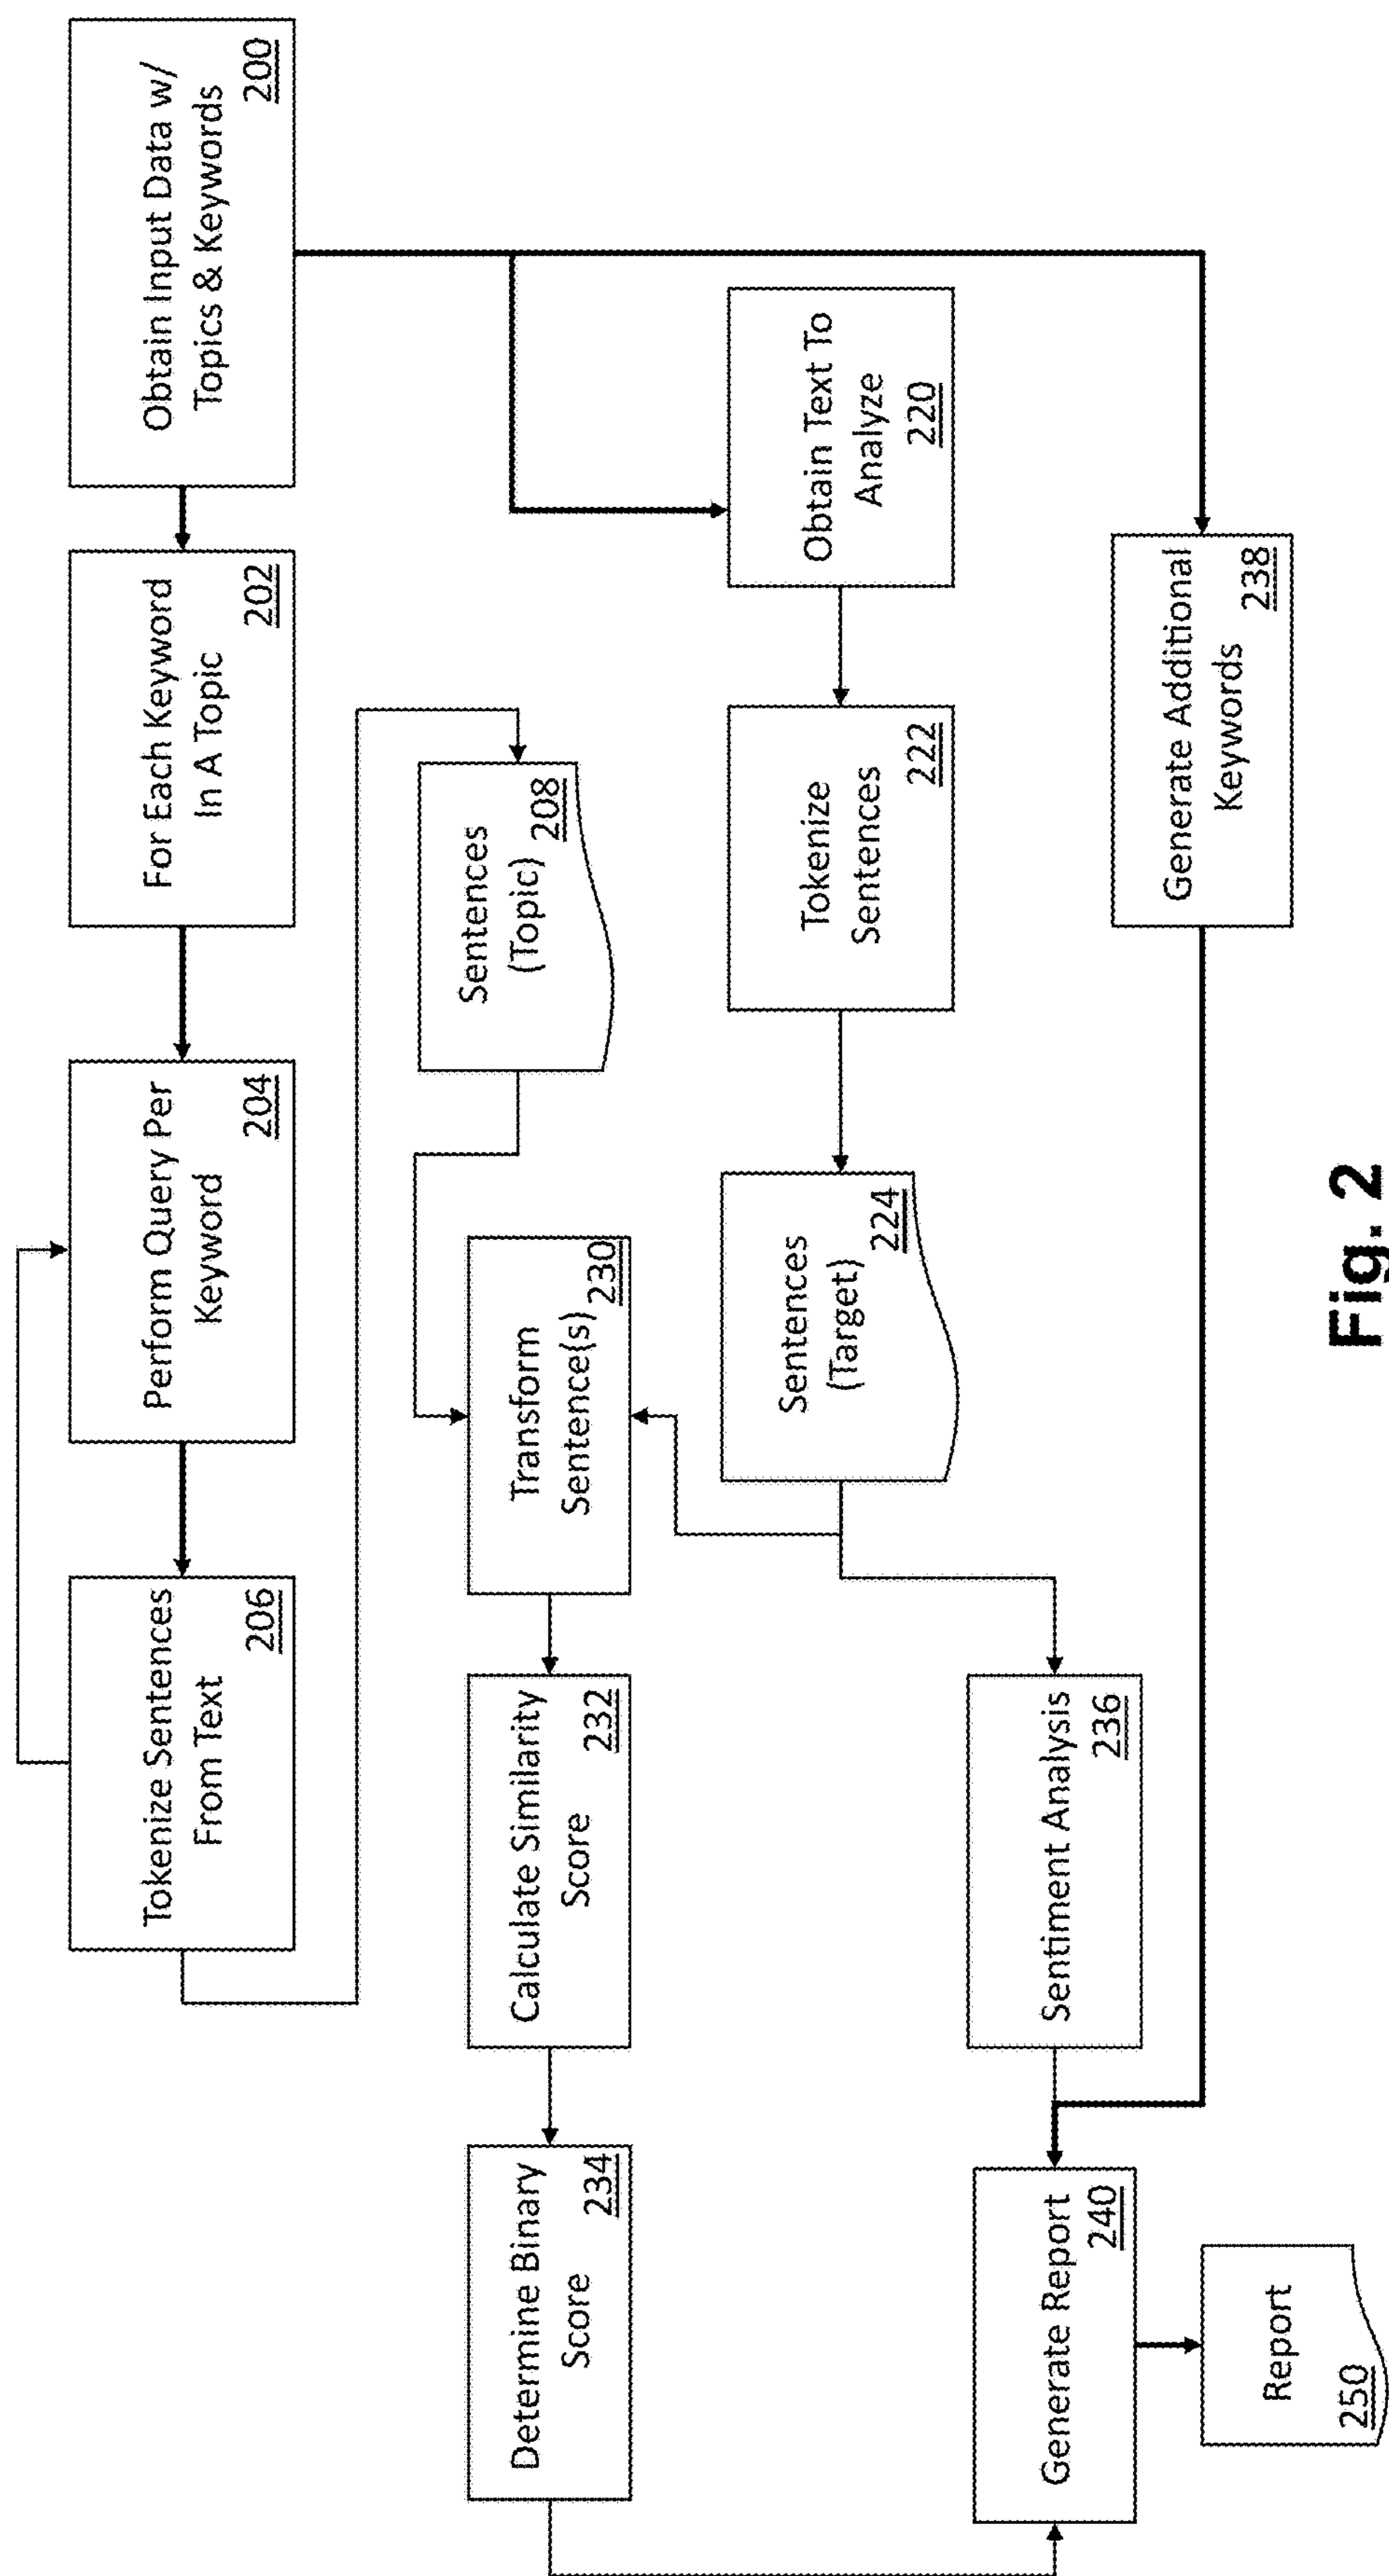 Obtain Input Data w/
Topics & Keywords
200
For Each Keyword
In A Topic
202
Perform Query Per
Keyword
204
Tokenize Sentences
From Text
206
Sentences
(Topic)
208
Obtain Text To
Analyze
220
Tokenize
Sentences
222
Sentences
(Target)
224
Transform
Sentence(s)
230
Calculate Similarity
Score
232
Determine Binary
Score
234
Sentiment Analysis
236
Generate Additional
Keywords
238
Generate Report
240
Report
250
Fig. 2